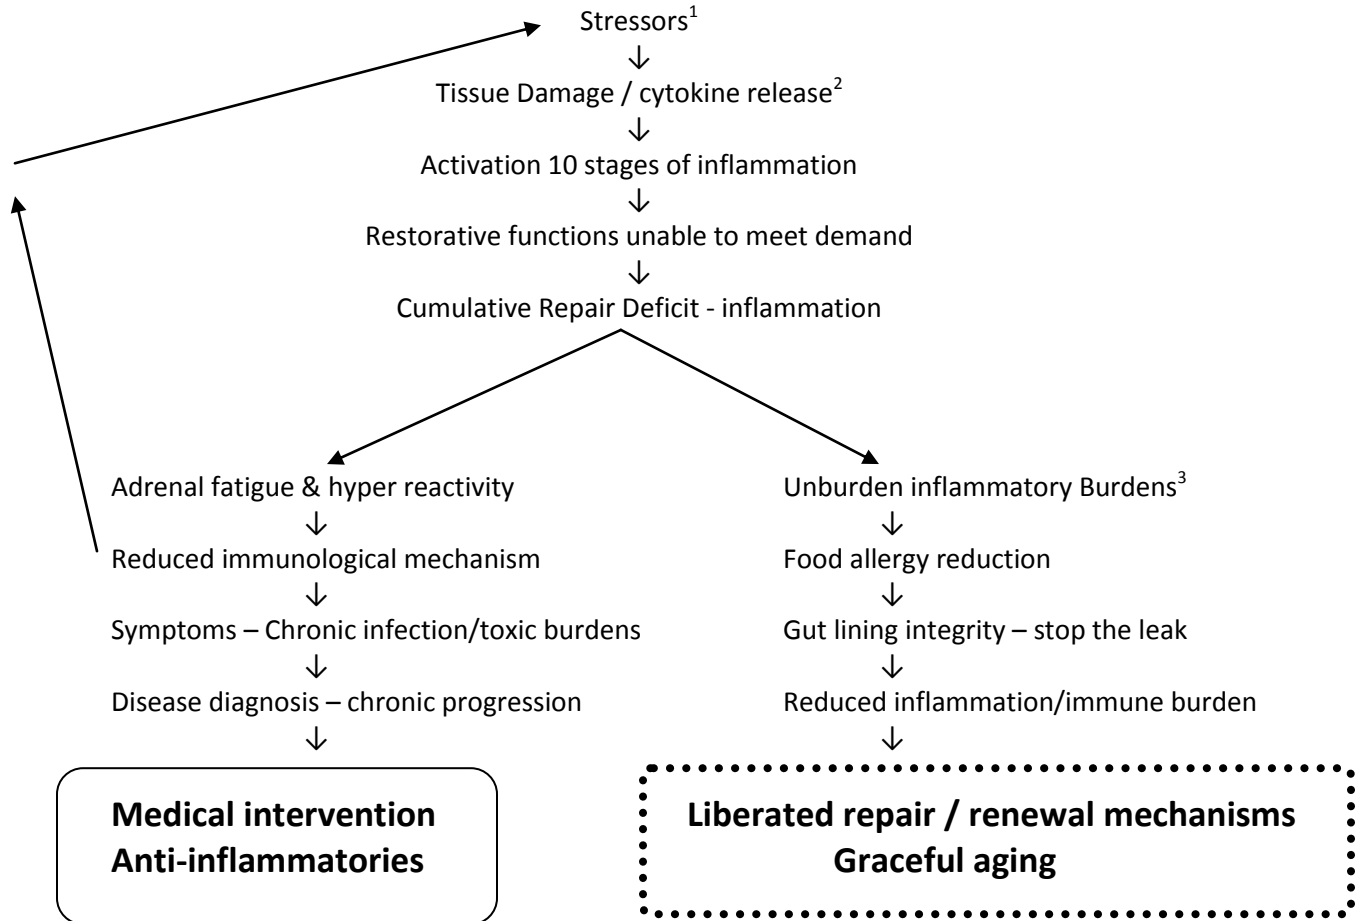 Stressors1
Tissue Damage / cytokine release2
Activation 10 stages of inflammation
Restorative functions unable to meet demand
Cumulative Repair Deficit - inflammation
Adrenal fatigue & hyper reactivity
Reduced immunological mechanism
Symptoms – Chronic infection/toxic burdens
Disease diagnosis – chronic progression
Medical intervention
Anti-inflammatories
Unburden inflammatory Burdens3
Food allergy reduction
Gut lining integrity – stop the leak
Reduced inflammation/immune burden
Liberated repair / renewal mechanisms
Graceful aging